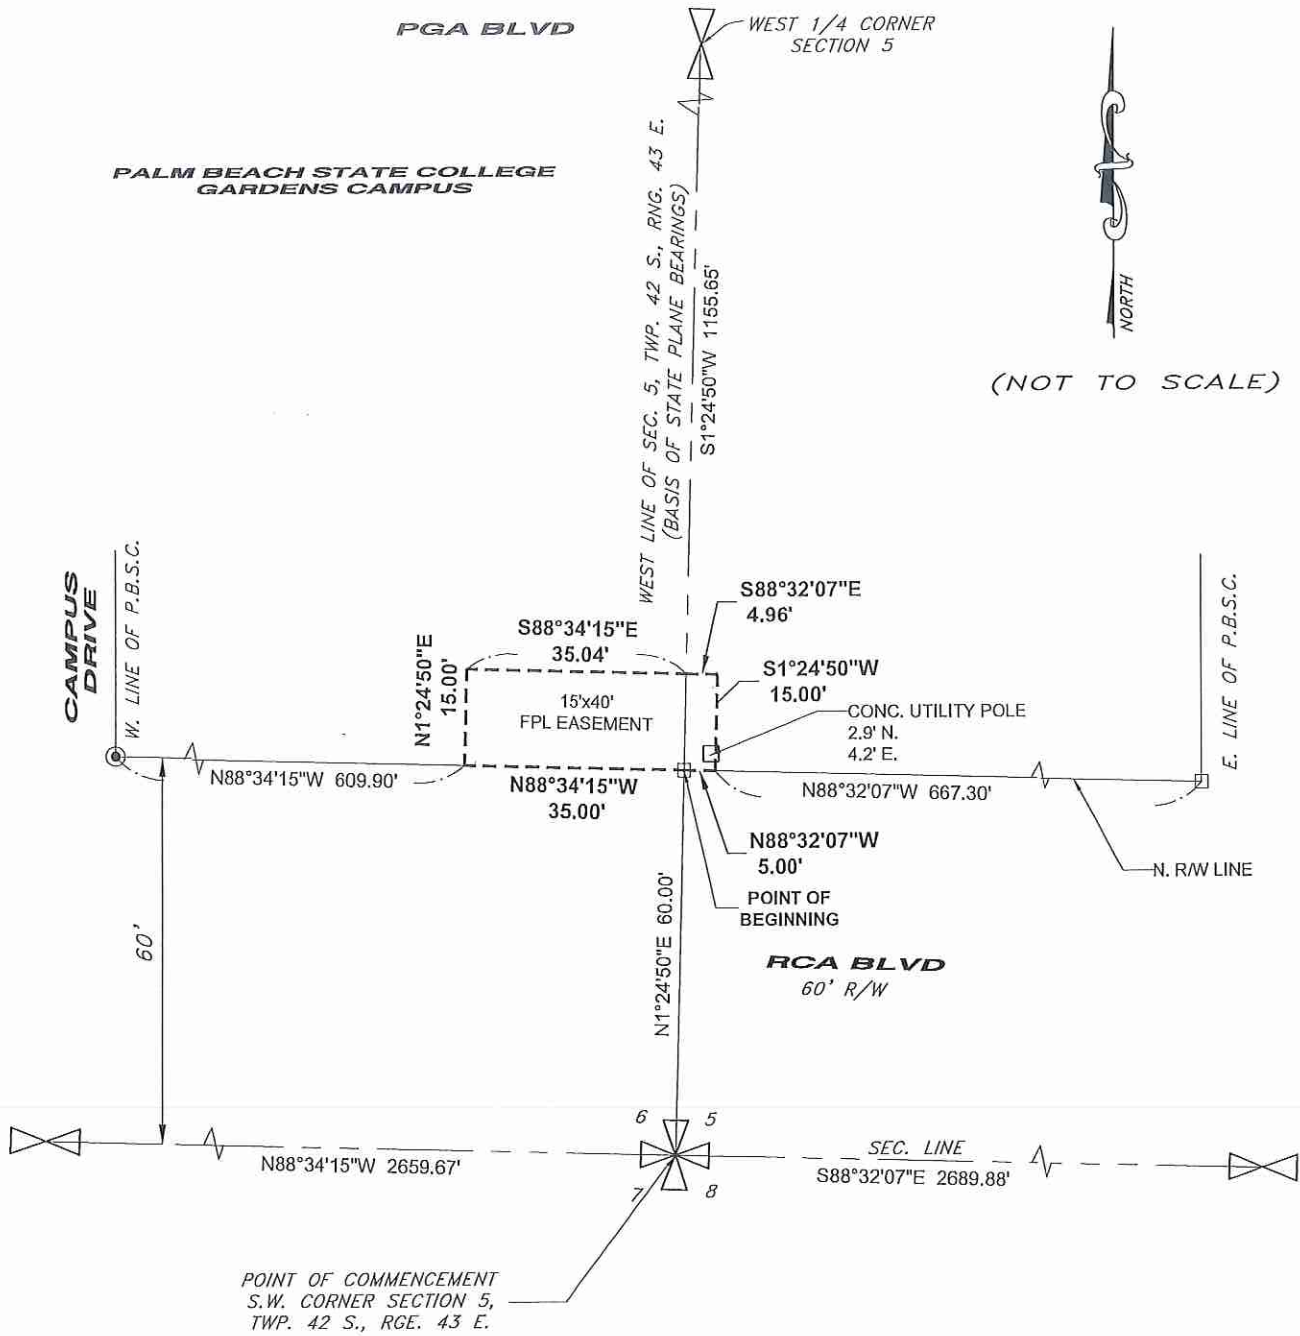 PGA BLVD
WEST 1/4 CORNER
SECTION 5
PALM BEACH STATE COLLEGE
GARDENS CAMPUS
WEST LINE OF SEC. 5, TWP. 42 S., RNG. 43 E.
(BASIS OF STATE PLANE BEARINGS)
S1°24'50"W 1155.65'
NORTH
(NOT TO SCALE)
CAMPUS
DRIVE
W. LINE OF P.B.S.C.
N1°24'50"E
15.00'
S88°34'15"E
35.04'
S88°32'07"E
4.96'
S1°24'50"W
15.00'
15'x40'
FPL EASEMENT
CONC. UTILITY POLE
2.9' N.
4.2' E.
E. LINE OF P.B.S.C.
N88°34'15"W 609.90'
N88°34'15"W
35.00'
N88°32'07"W 667.30'
N88°32'07"W
5.00'
N. R/W LINE
POINT OF
BEGINNING
60'
N1°24'50"E 60.00'
RCA BLVD
60' R/W
6 5
7 8
SEC. LINE
N88°34'15"W 2659.67'
S88°32'07"E 2689.88'
POINT OF COMMENCEMENT
S.W. CORNER SECTION 5,
TWP. 42 S., RGE. 43 E.